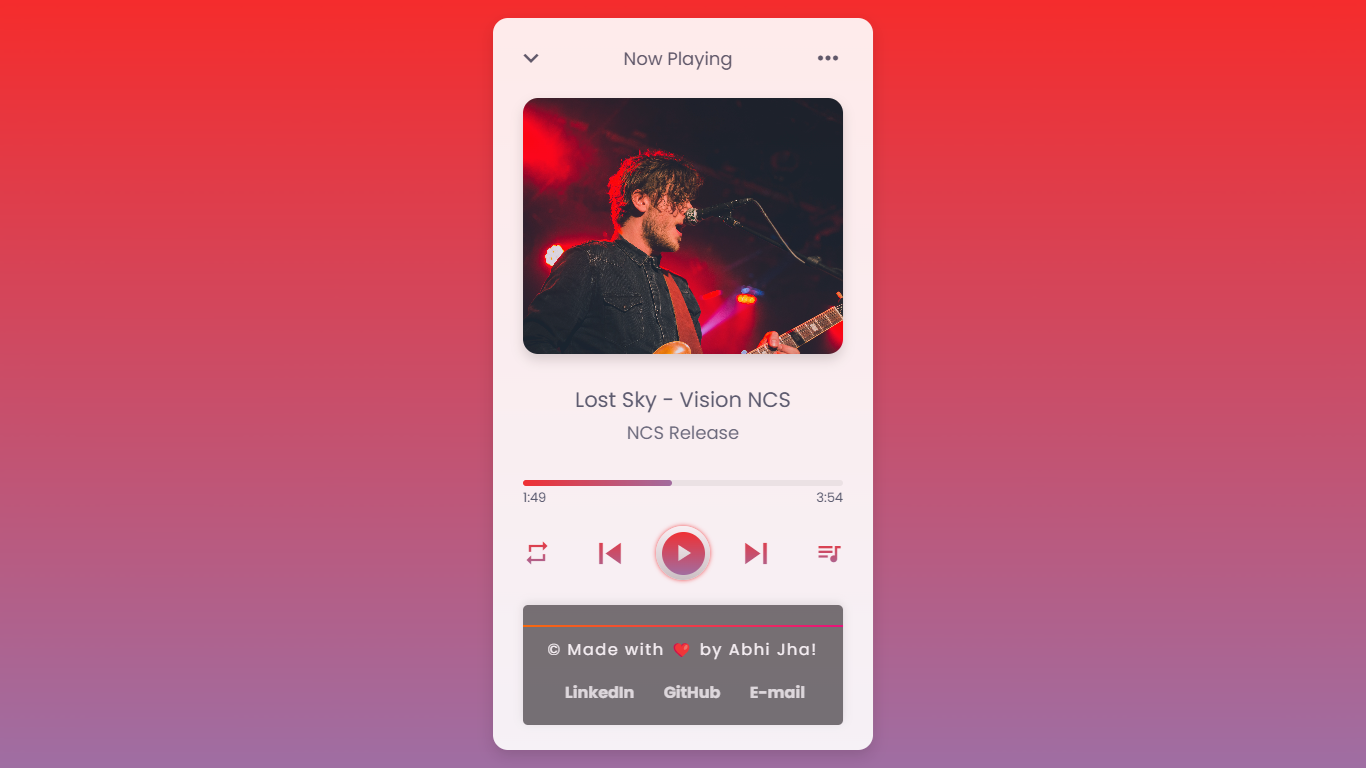 Now Playing
Lost Sky - Vision NCS
NCS Release
1:49 3:54
© Made with ❤️ by Abhi Jha!
LinkedIn GitHub E-mail